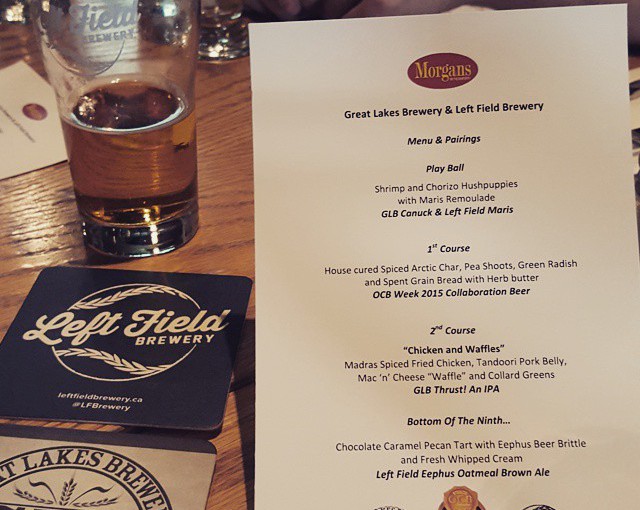 Left Field
BREWERY
Morgans
Great Lakes Brewery & Left Field Brewery
Menu & Pairings
Play Ball
Shrimp and Chorizo Hushpuppies
with Maris Remoulade
GLB Canuck & Left Field Maris
1st Course
House cured Spiced Arctic Char, Pea Shoots, Green Radish
and Spent Grain Bread with Herb butter
OCB Week 2015 Collaboration Beer
2nd Course
“Chicken and Waffles”
Madras Spiced Fried Chicken, Tandoori Pork Belly,
Mac ‘n’ Cheese “Waffle” and Collard Greens
GLB Thrust! An IPA
Bottom Of The Ninth...
Chocolate Caramel Pecan Tart with Eephus Beer Brittle
and Fresh Whipped Cream
Left Field Eephus Oatmeal Brown Ale
Left Field
BREWERY
leftfieldbrewery.ca
@LFBrewery
LAKES